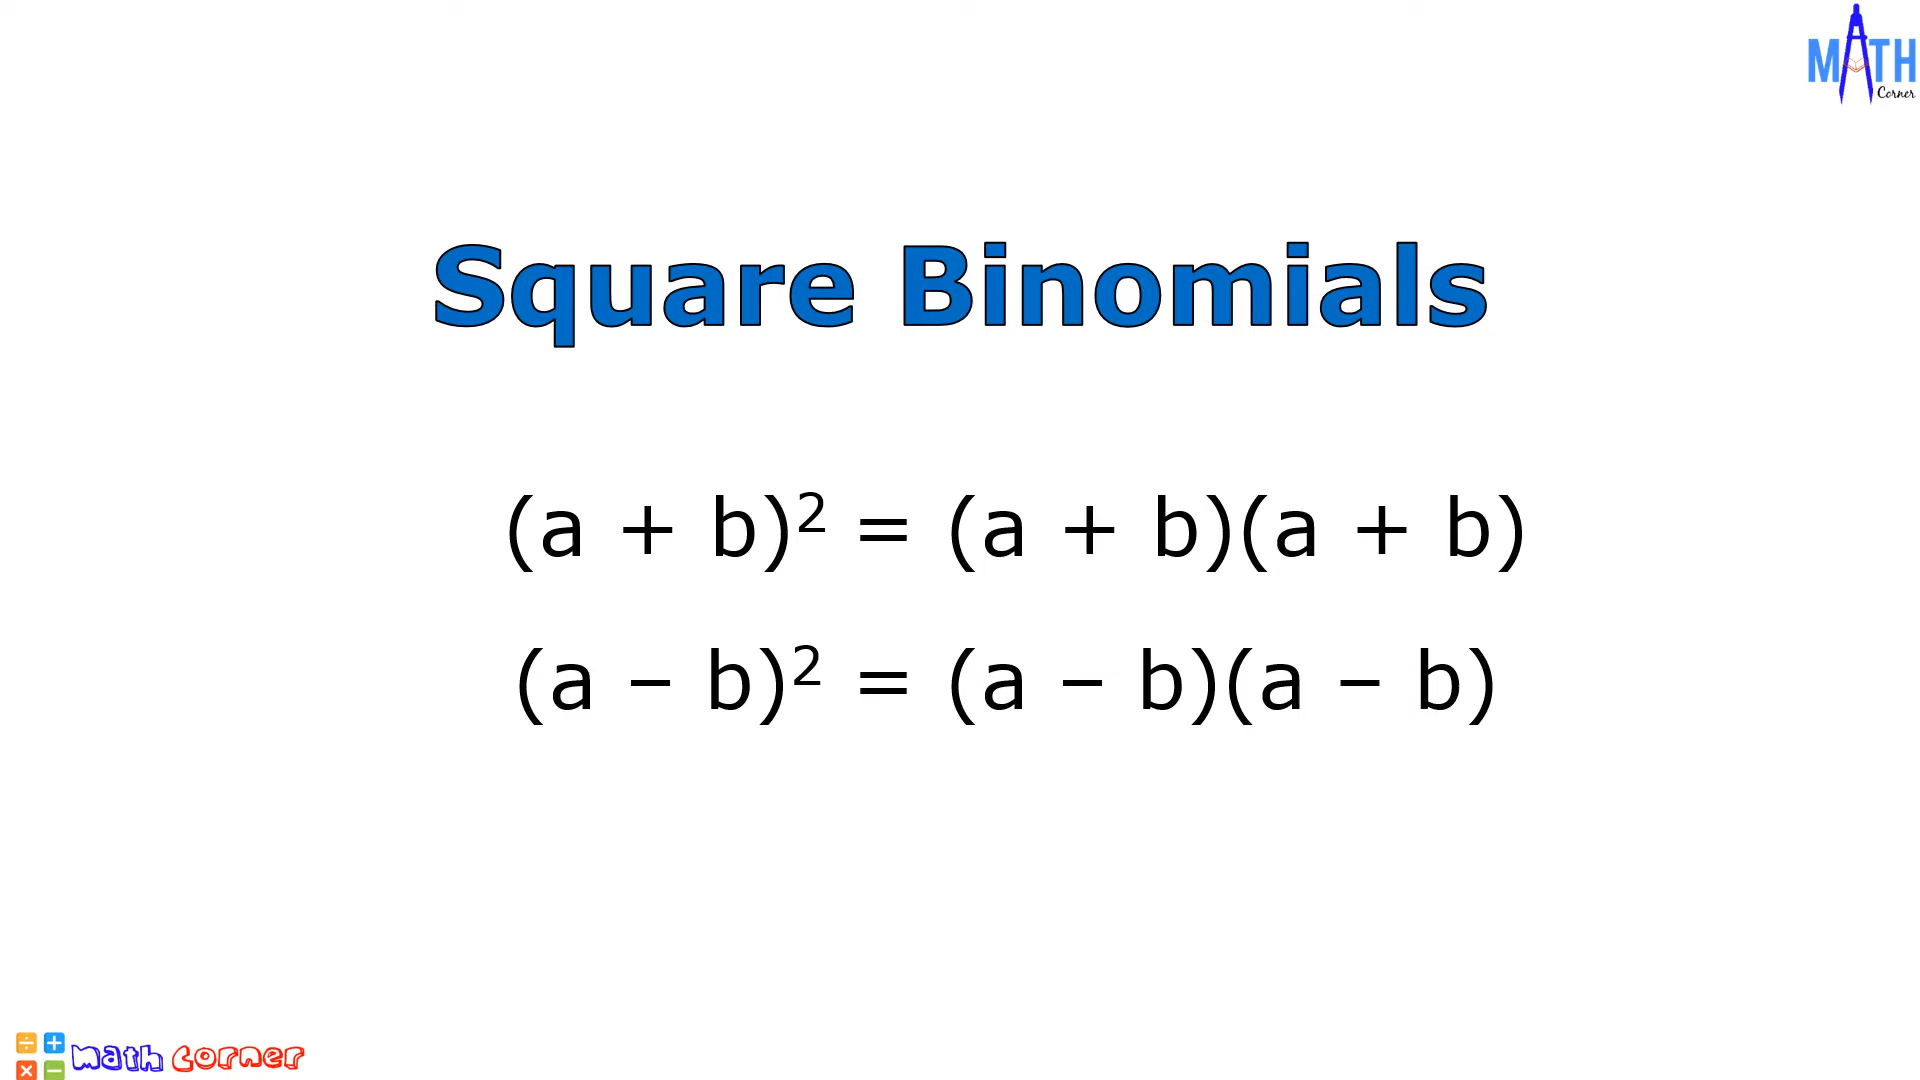 MATH
Corner
Square Binomials
(a + b)² = (a + b)(a + b)
(a – b)² = (a – b)(a – b)
÷ +
× −
math corner